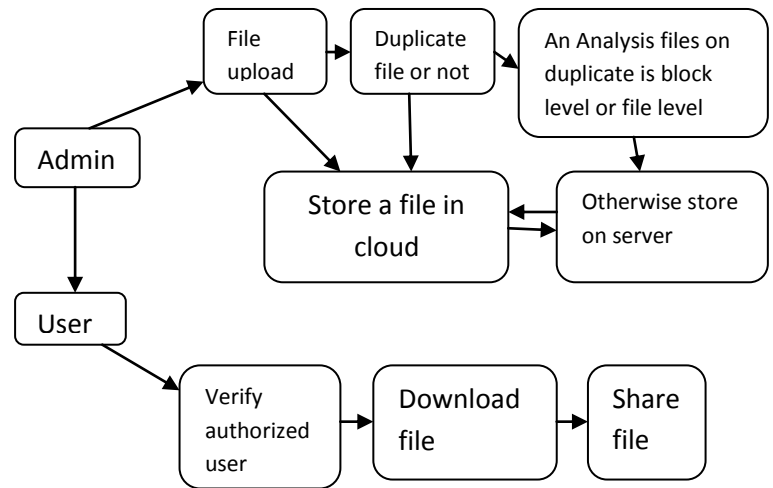 File
upload
Duplicate
file or not
An Analysis files on
duplicate is block
level or file level
Admin
Store a file in
cloud
Otherwise store
on server
User
Verify
authorized
user
Download
file
Share
file